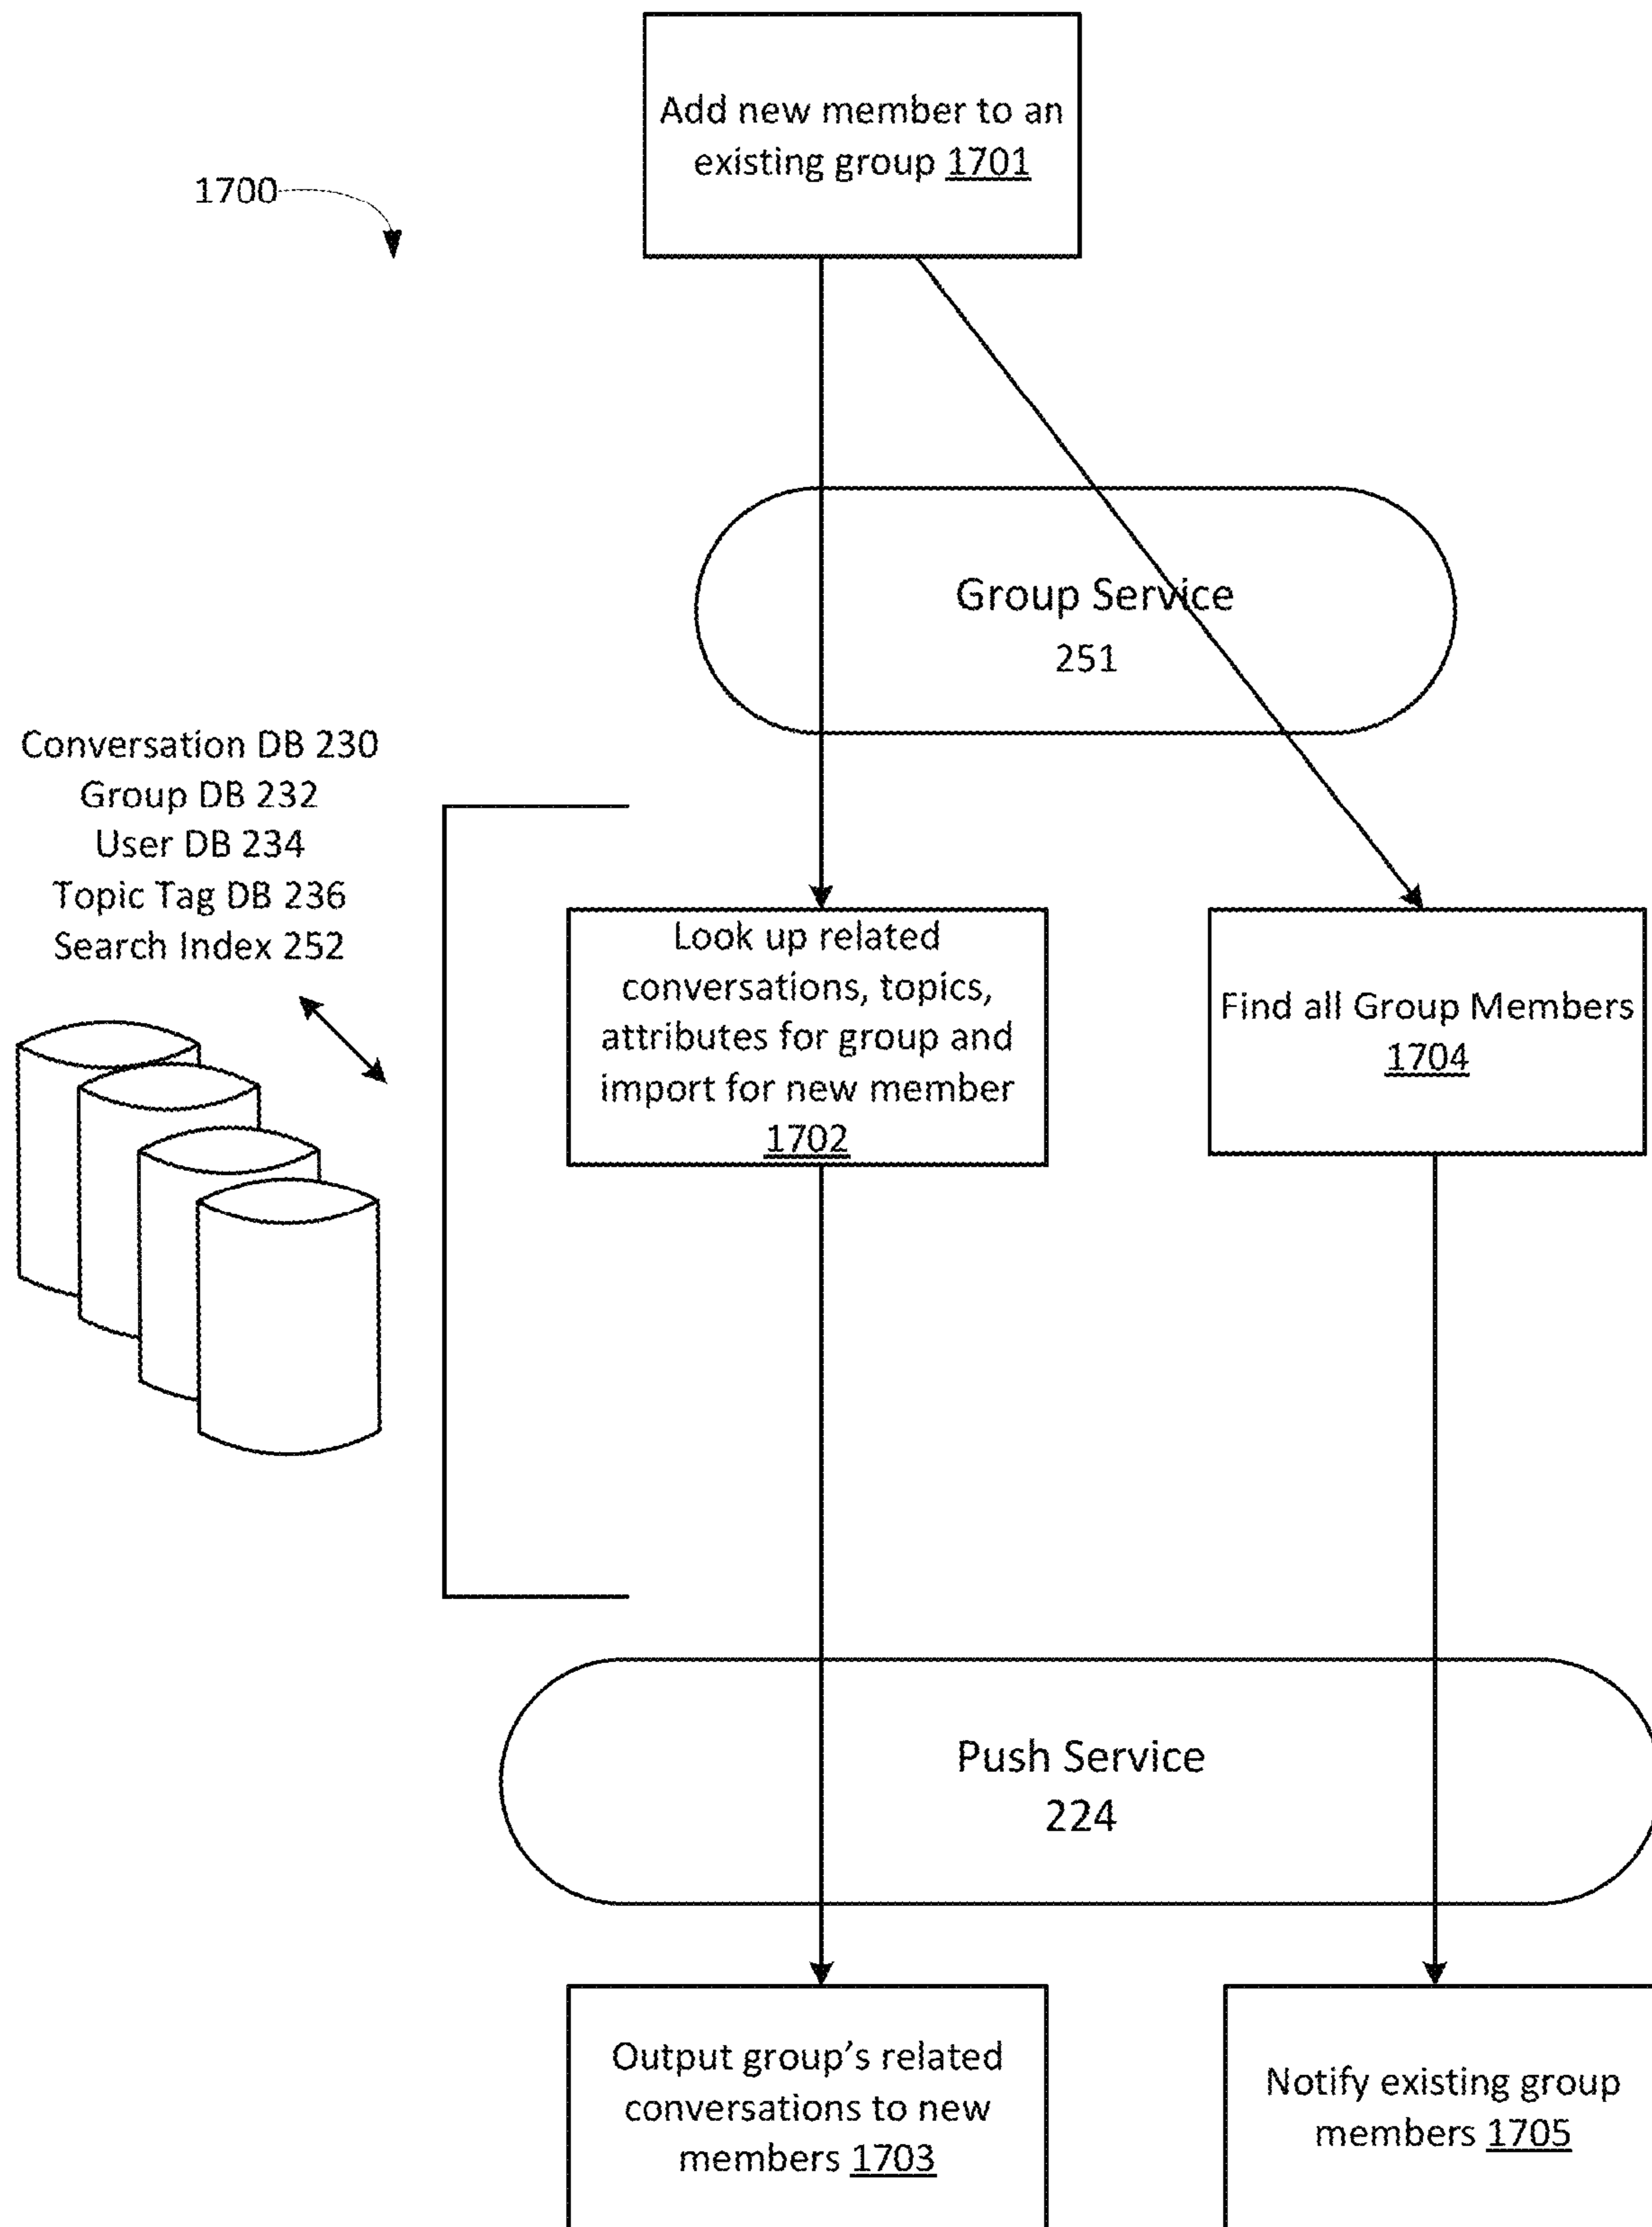 Add new member to an
existing group 1701
1700
Group Service
251
Conversation DB 230
Group DB 232
User DB 234
Topic Tag DB 236
Search Index 252
Look up related
conversations, topics,
attributes for group and
import for new member
1702
Find all Group Members
1704
Push Service
224
Output group's related
conversations to new
members 1703
Notify existing group
members 1705